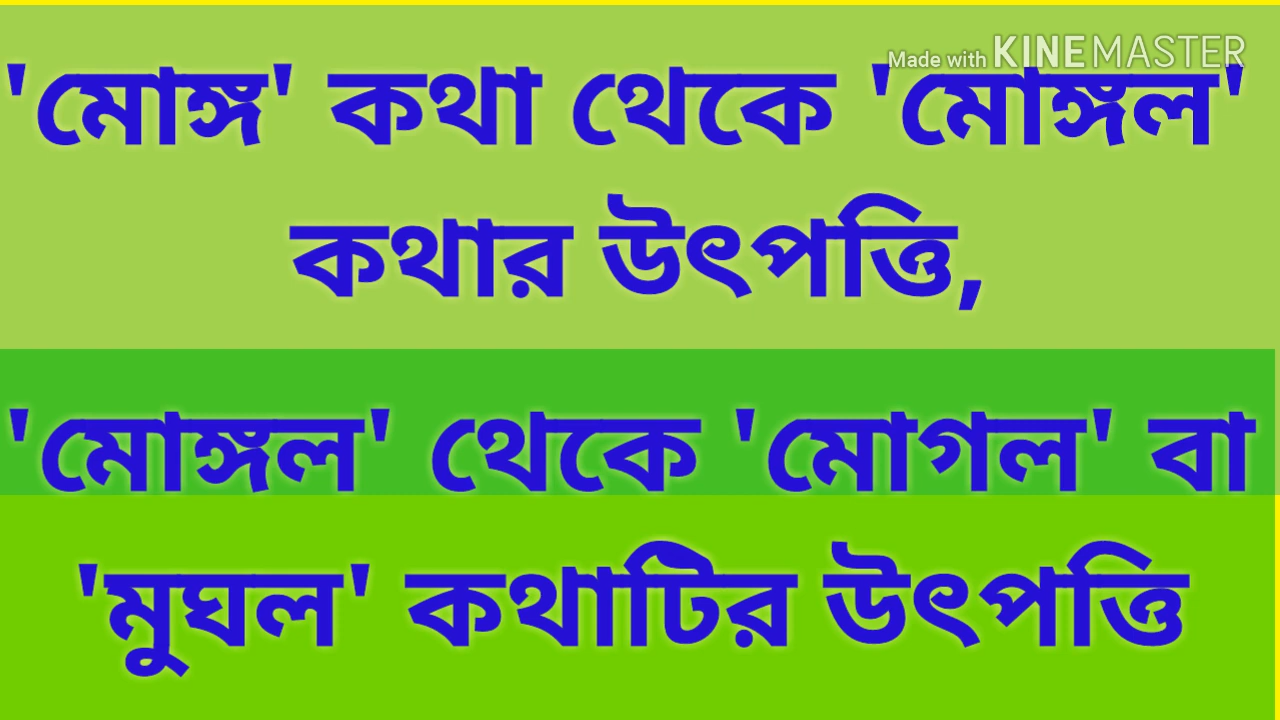 Made with KINEMASTER
'মোঙ্গ' কথা থেকে 'মোঙ্গল'
কথার উৎপত্তি,
'মোঙ্গল' থেকে 'মোগল' বা
'মুঘল' কথাটির উৎপত্তি